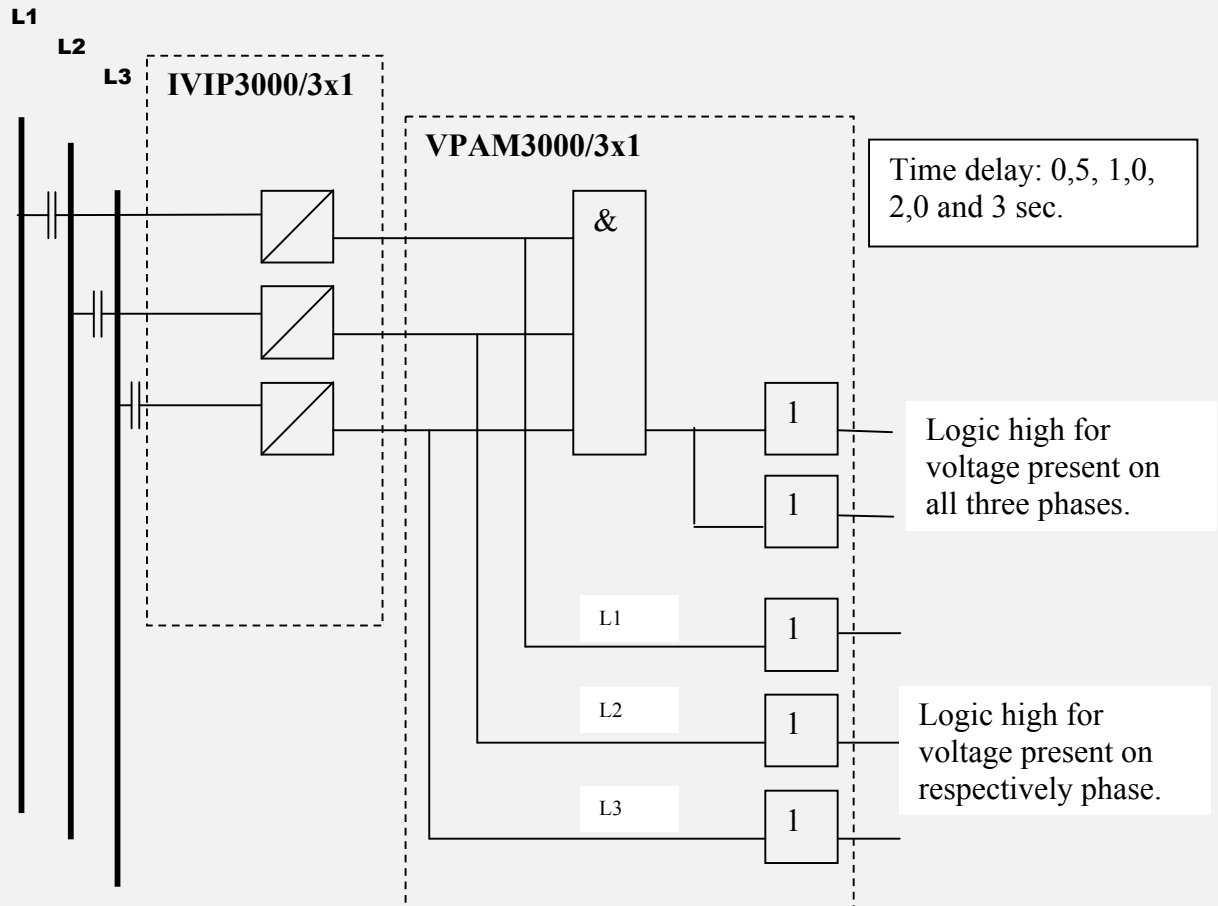 L1
L2
L3
IVIP3000/3x1
VPAM3000/3x1
Time delay: 0,5, 1,0,
2,0 and 3 sec.
&
1
Logic high for
voltage present on
all three phases.
1
L1
1
L2
1
Logic high for
voltage present on
respectively phase.
L3
1